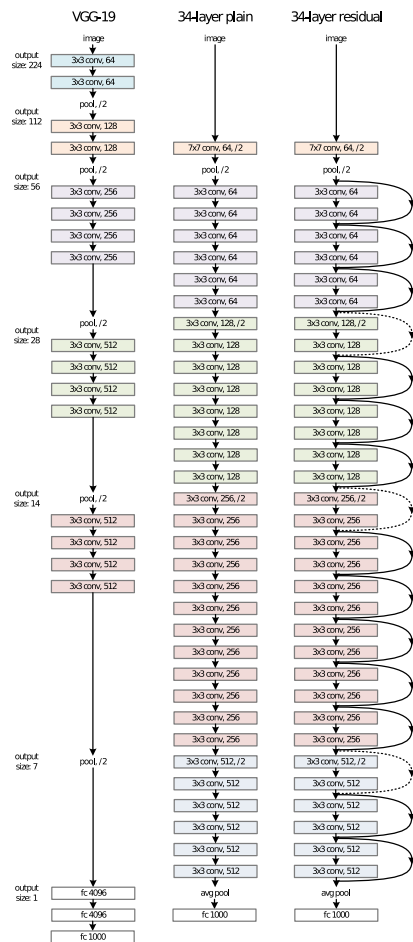 VGG-19
image
output
size: 224
3x3 conv, 64
3x3 conv, 64
pool, /2
output
size: 112
3x3 conv, 128
3x3 conv, 128
pool, /2
output
size: 56
3x3 conv, 256
3x3 conv, 256
3x3 conv, 256
3x3 conv, 256
pool, /2
output
size: 28
3x3 conv, 512
3x3 conv, 512
3x3 conv, 512
3x3 conv, 512
output
size: 14
pool, /2
3x3 conv, 512
3x3 conv, 512
3x3 conv, 512
3x3 conv, 512
output
size: 7
pool, /2
output
size: 1
fc 4096
fc 4096
fc 1000
34-layer plain
image
7x7 conv, 64, /2
pool, /2
3x3 conv, 64
3x3 conv, 64
3x3 conv, 64
3x3 conv, 64
3x3 conv, 64
3x3 conv, 64
3x3 conv, 128, /2
3x3 conv, 128
3x3 conv, 128
3x3 conv, 128
3x3 conv, 128
3x3 conv, 128
3x3 conv, 128
3x3 conv, 128
3x3 conv, 256, /2
3x3 conv, 256
3x3 conv, 256
3x3 conv, 256
3x3 conv, 256
3x3 conv, 256
3x3 conv, 256
3x3 conv, 256
3x3 conv, 256
3x3 conv, 256
3x3 conv, 256
3x3 conv, 256
3x3 conv, 512, /2
3x3 conv, 512
3x3 conv, 512
3x3 conv, 512
3x3 conv, 512
3x3 conv, 512
avg pool
fc 1000
34-layer residual
image
7x7 conv, 64, /2
pool, /2
3x3 conv, 64
3x3 conv, 64
3x3 conv, 64
3x3 conv, 64
3x3 conv, 64
3x3 conv, 64
3x3 conv, 128, /2
3x3 conv, 128
3x3 conv, 128
3x3 conv, 128
3x3 conv, 128
3x3 conv, 128
3x3 conv, 128
3x3 conv, 128
3x3 conv, 256, /2
3x3 conv, 256
3x3 conv, 256
3x3 conv, 256
3x3 conv, 256
3x3 conv, 256
3x3 conv, 256
3x3 conv, 256
3x3 conv, 256
3x3 conv, 256
3x3 conv, 256
3x3 conv, 256
3x3 conv, 512, /2
3x3 conv, 512
3x3 conv, 512
3x3 conv, 512
3x3 conv, 512
3x3 conv, 512
avg pool
fc 1000